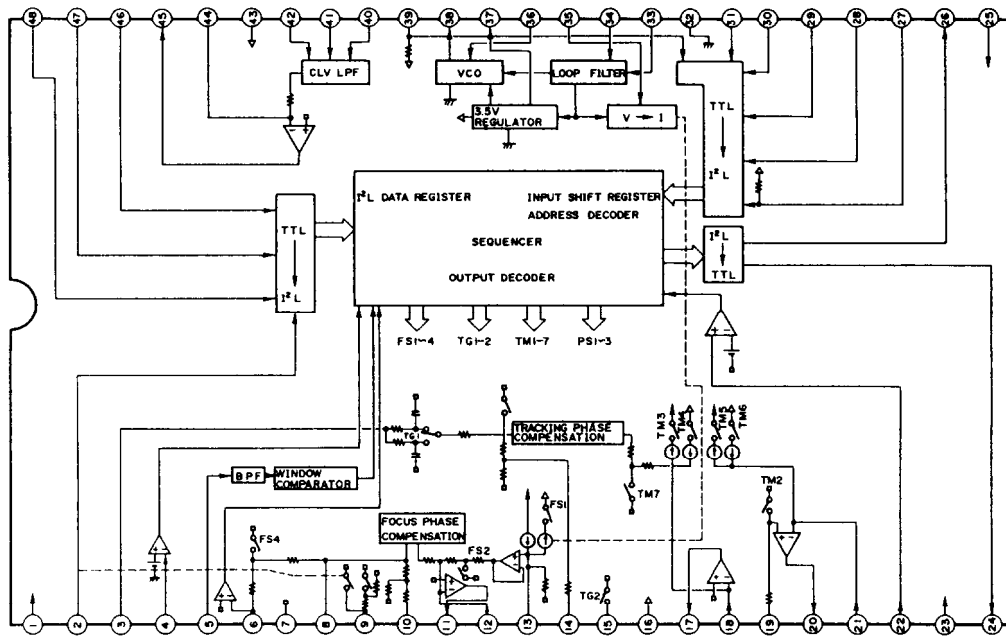 48 47 46 45 44 43 42 41 40 39 38 37 36 35 34 33 32 31 30 29 28 27 26 25
CLV LPF
VCO
LOOP FILTER
3.5V
REGULATOR
V → I
TTL
I²L
I²L DATA REGISTER
INPUT SHIFT REGISTER
ADDRESS DECODER
SEQUENCER
OUTPUT DECODER
TTL
I²L
I²L
TTL
FS1~4
TG1-2
TM1-7
PS1-3
TG1
TRACKING PHASE
COMPENSATION
TM3
TM4
TM5
TM6
BPF
WINDOW
COMPARATOR
TM7
TM2
FS4
FOCUS PHASE
COMPENSATION
FS2
FS1
TG2
1 2 3 4 5 6 7 8 9 10 11 12 13 14 15 16 17 18 19 20 21 22 23 24